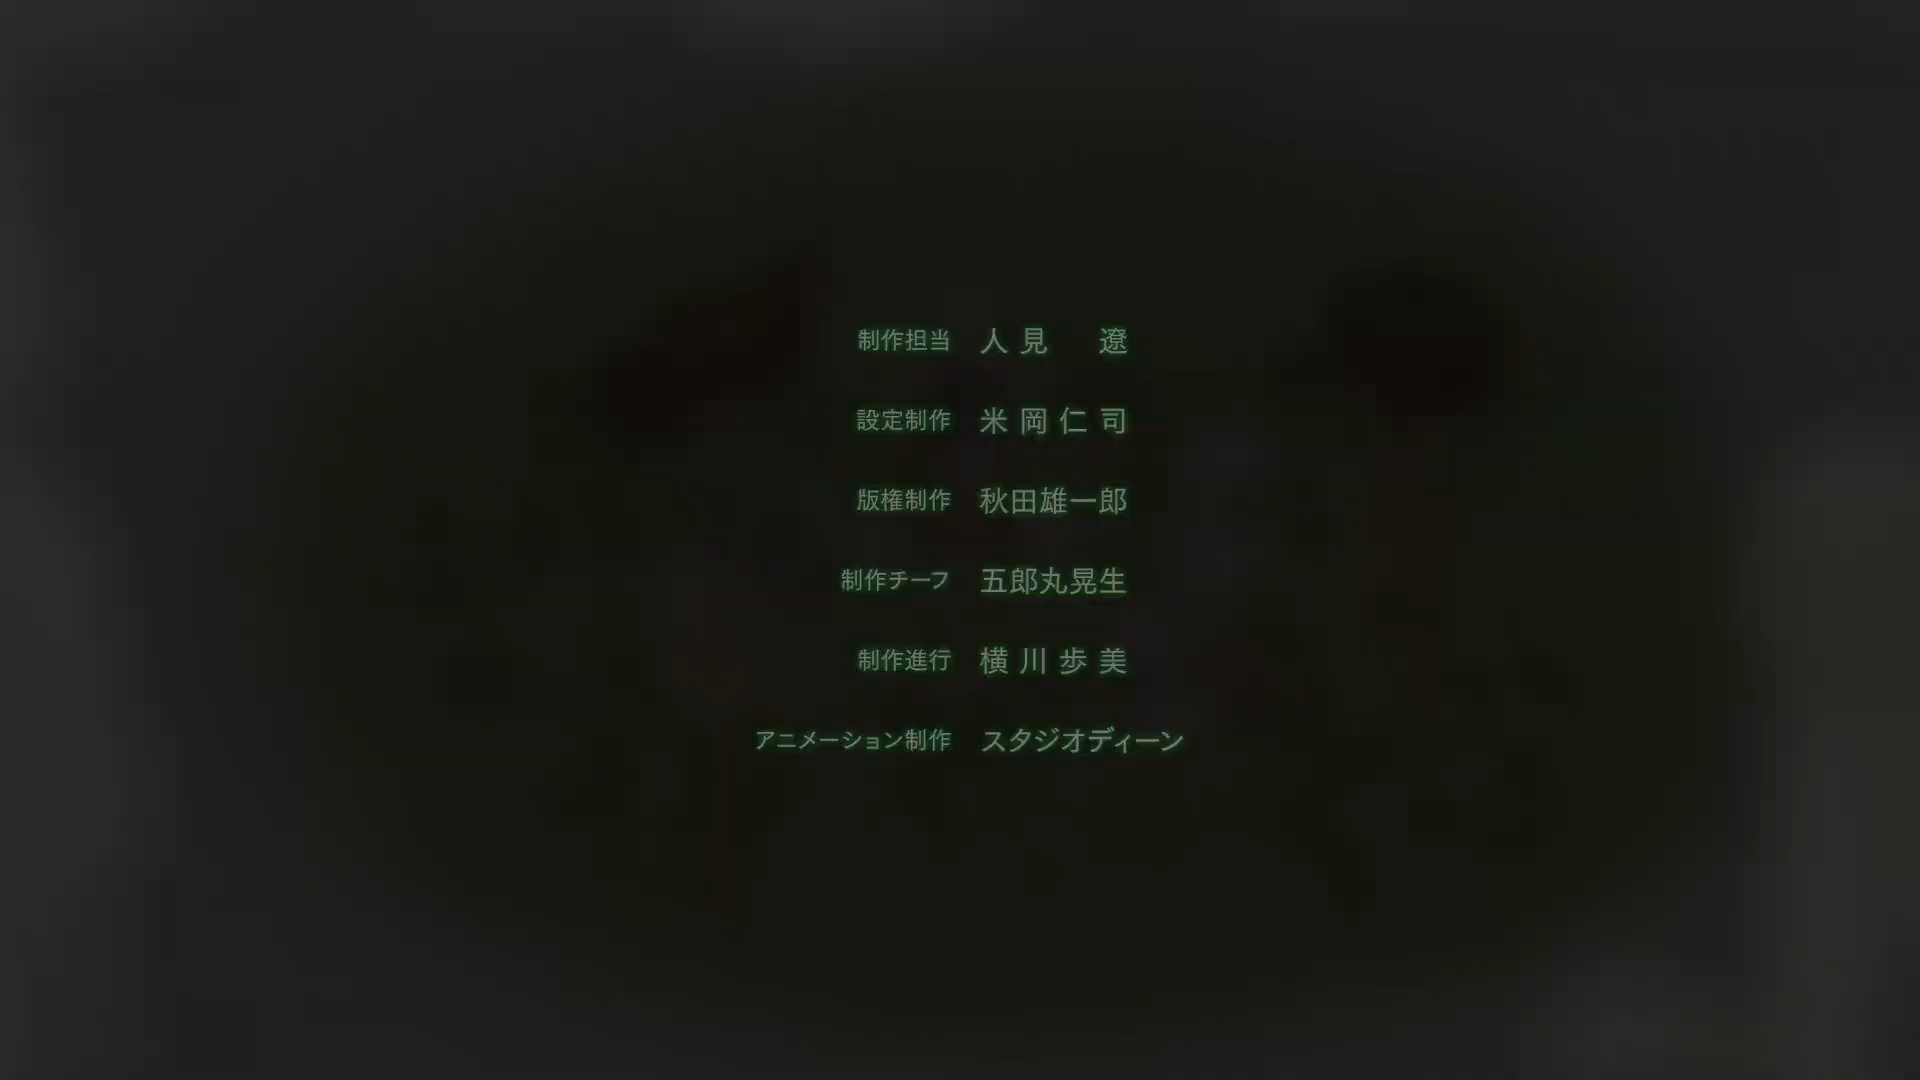 制作担当 人見 遼
設定制作 米岡仁司
版権制作 秋田雄一郎
制作チーフ 五郎丸晃生
制作進行 横川歩美
アニメーション制作 スタジオディーン